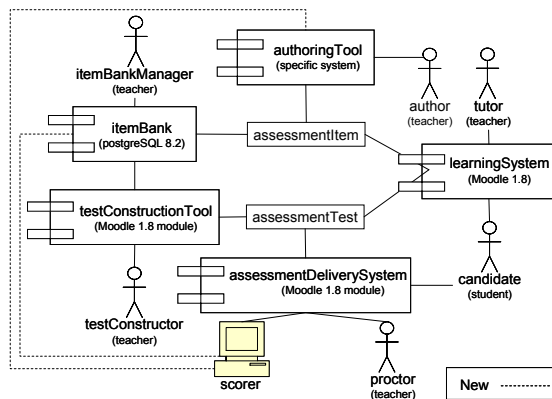 authoringTool
(specific system)
itemBankManager
(teacher)
author
(teacher)
tutor
(teacher)
itemBank
(postgreSQL 8.2)
assessmentItem
learningSystem
(Moodle 1.8)
testConstructionTool
(Moodle 1.8 module)
assessmentTest
assessmentDeliverySystem
(Moodle 1.8 module)
candidate
(student)
testConstructor
(teacher)
scorer
proctor
(teacher)
New